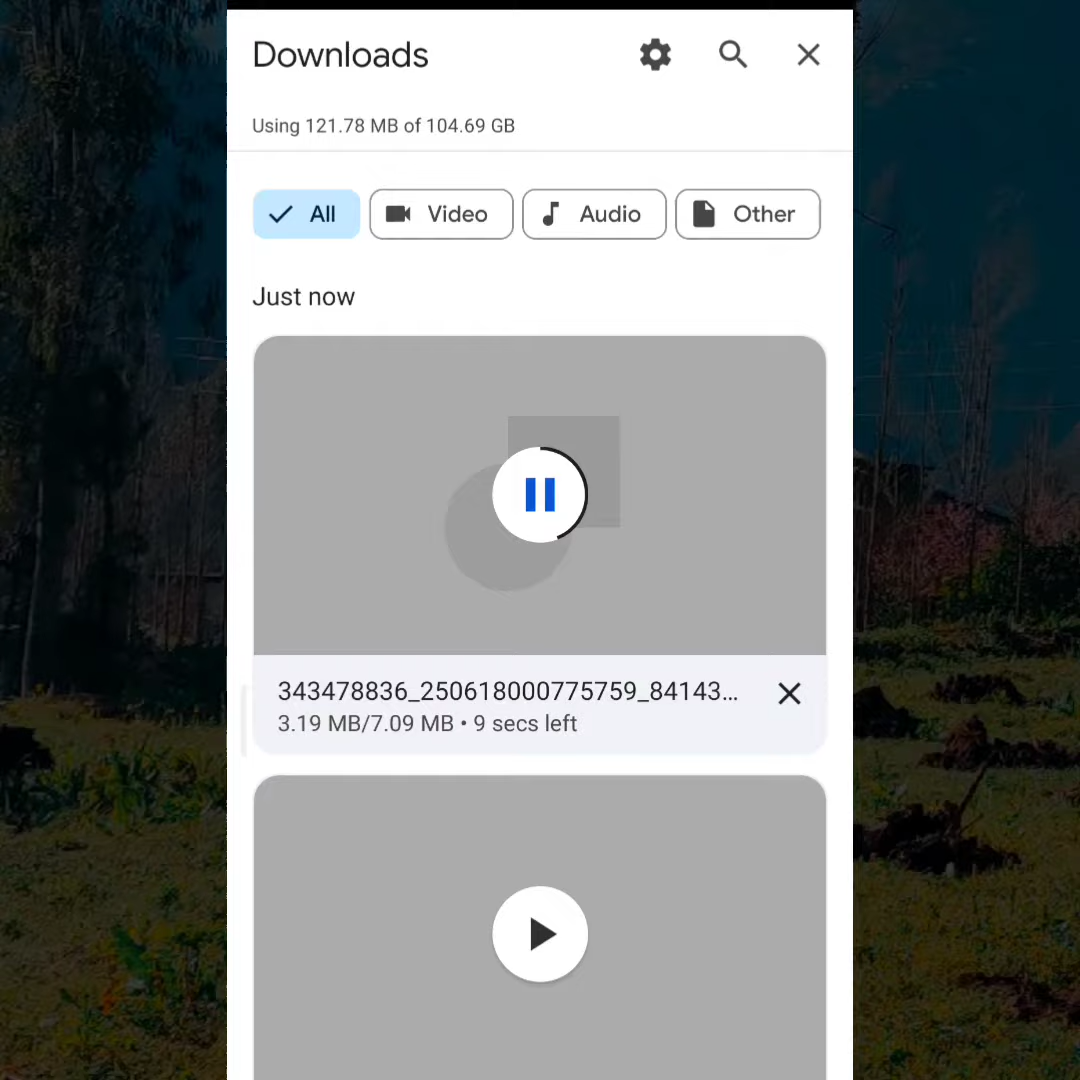 Downloads
Using 121.78 MB of 104.69 GB
All
Video
Audio
Other
Just now
343478836_250618000775759_84143...
3.19 MB/7.09 MB • 9 secs left